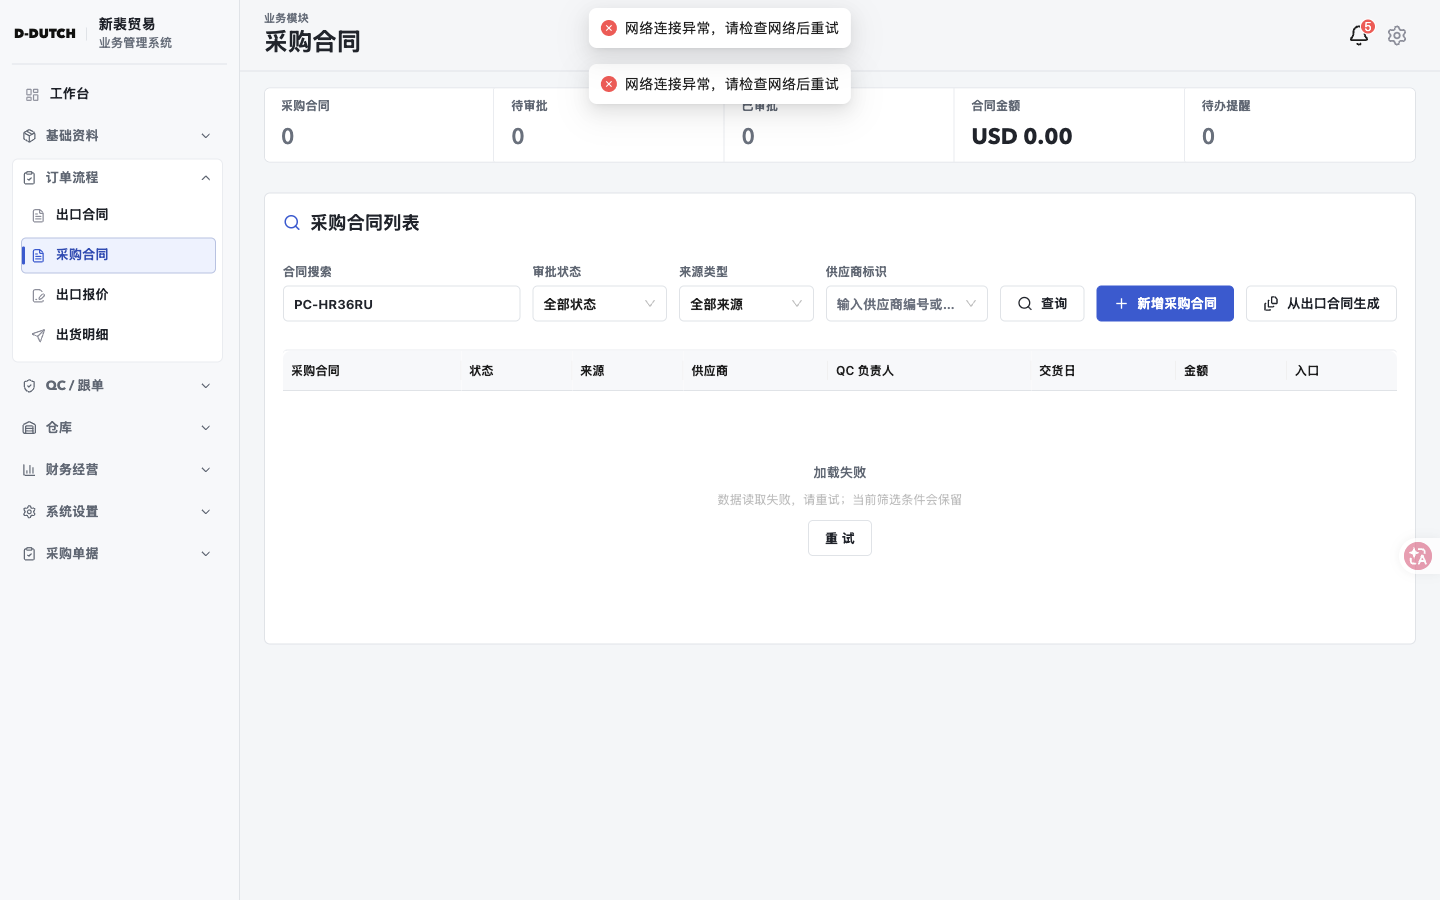 D-DUTCH
新裴贸易
业务管理系统
工作台
基础资料
订单流程
出口合同
采购合同
出口报价
出货明细
QC / 跟单
仓库
财务经营
系统设置
采购单据
业务模块
采购合同
网络连接异常，请检查网络后重试
网络连接异常，请检查网络后重试
5
采购合同
0
待审批
0
已审批
0
合同金额
USD 0.00
待办提醒
0
采购合同列表
合同搜索
审批状态
来源类型
供应商标识
PC-HR36RU
全部状态
全部来源
输入供应商编号或...
查询
新增采购合同
从出口合同生成
采购合同 状态 来源 供应商 QC 负责人 交货日 金额 入口
加载失败
数据读取失败，请重试；当前筛选条件会保留
重 试